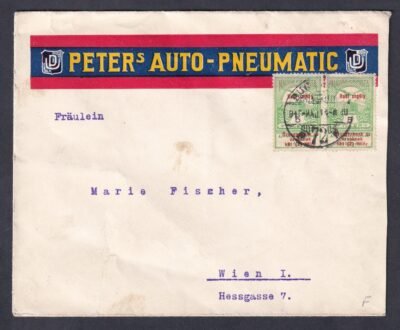 PETERS AUTO-PNEUMATIC
Fräulein
Marie Fischer,
Wien I.
Hessgasse 7.
F